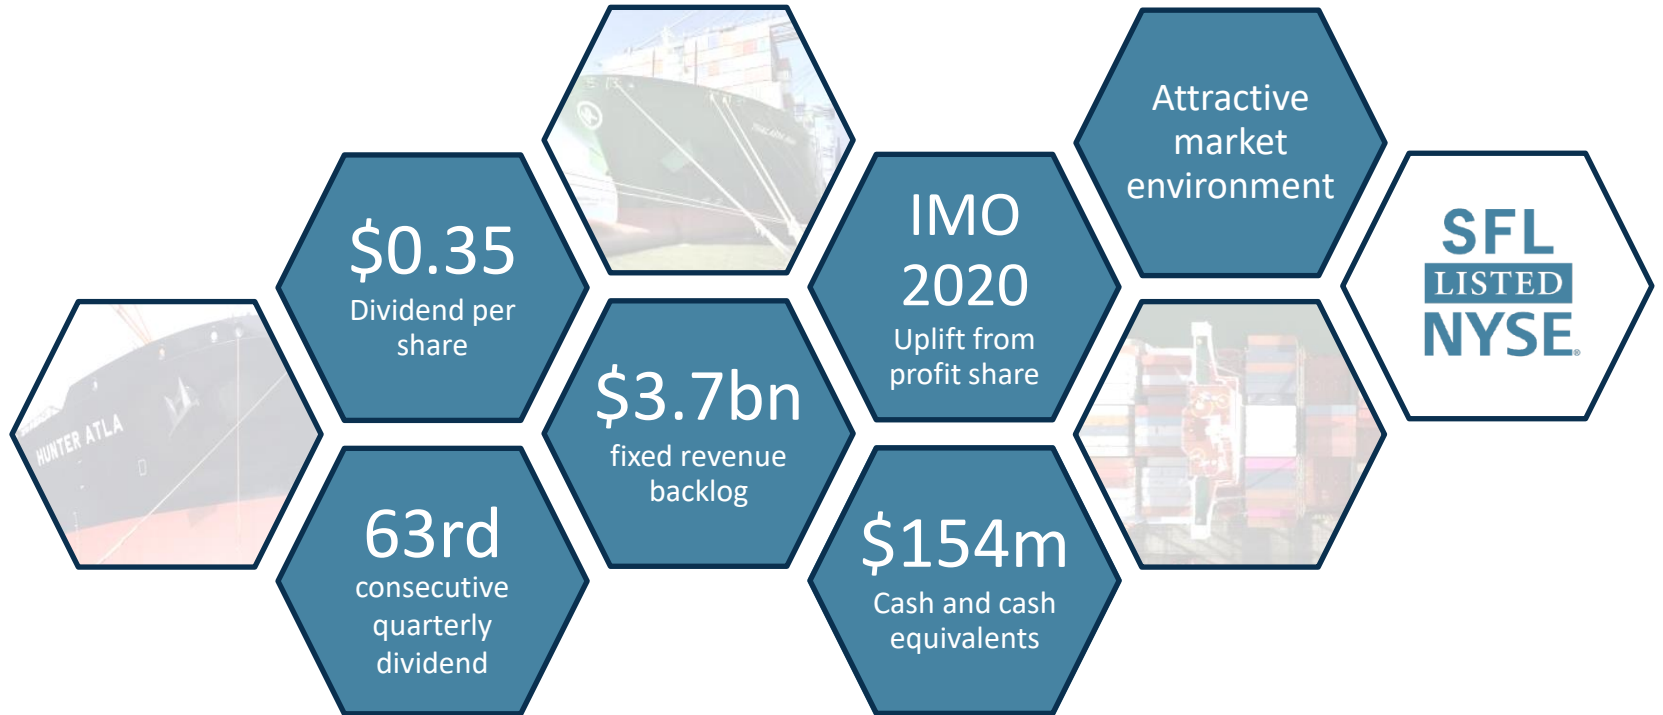 HUNTER ATLA
$0.35
Dividend per
share
63rd
consecutive
quarterly
dividend
$3.7bn
fixed revenue
backlog
IMO
2020
Uplift from
profit share
$154m
Cash and cash
equivalents
Attractive
market
environment
SFL
LISTED
NYSE®